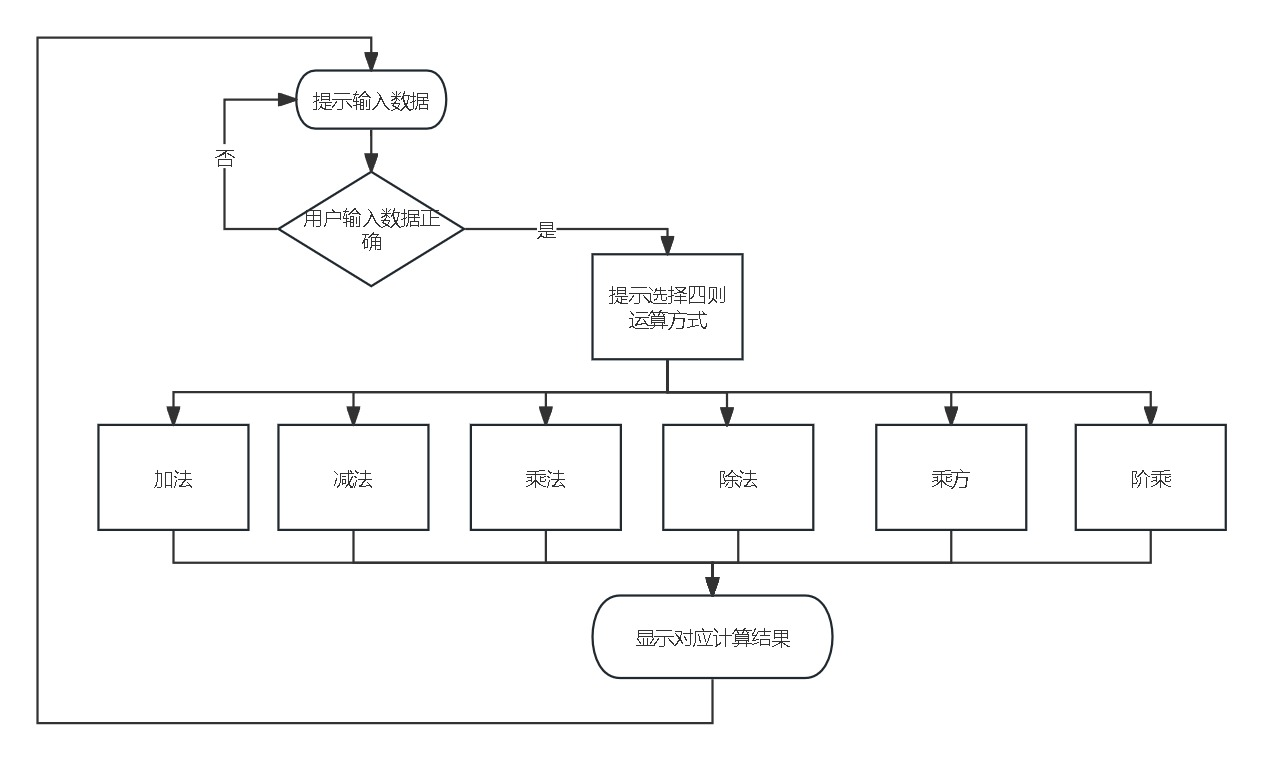 提示输入数据
否
用户输入数据正
确
是
提示选择四则
运算方式
加法
减法
乘法
除法
乘方
阶乘
显示对应计算结果